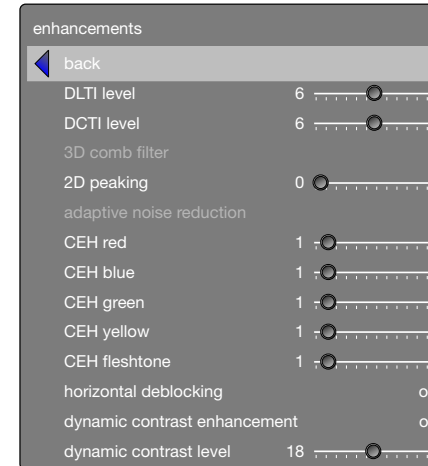 enhancements
back
DLTI level 6
DCTI level 6
3D comb filter
2D peaking 0
adaptive noise reduction
CEH red 1
CEH blue 1
CEH green 1
CEH yellow 1
CEH fleshtone 1
horizontal deblocking o
dynamic contrast enhancement o
dynamic contrast level 18